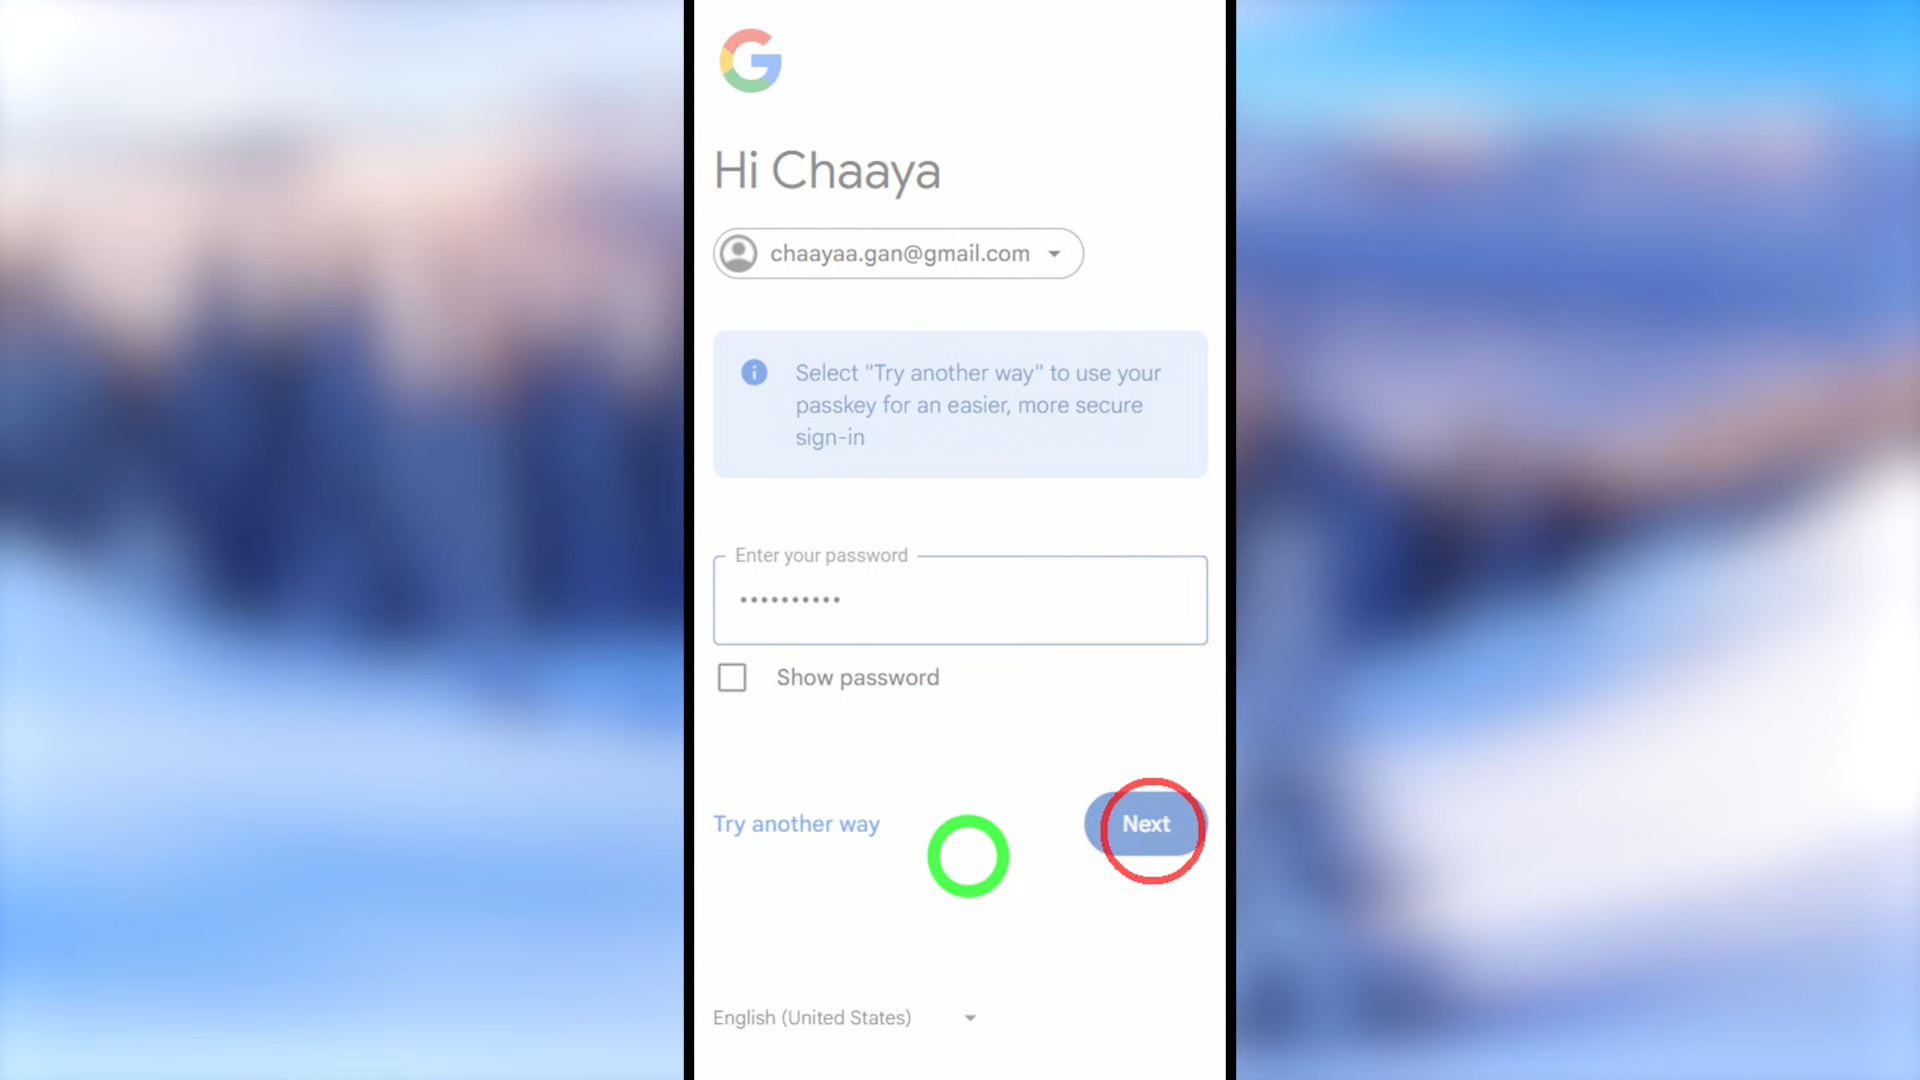 Hi Chaaya
chaayaa.gan@gmail.com
Select "Try another way" to use your
passkey for an easier, more secure
sign-in
Enter your password
••••••••••
Show password
Try another way
Next
English (United States)